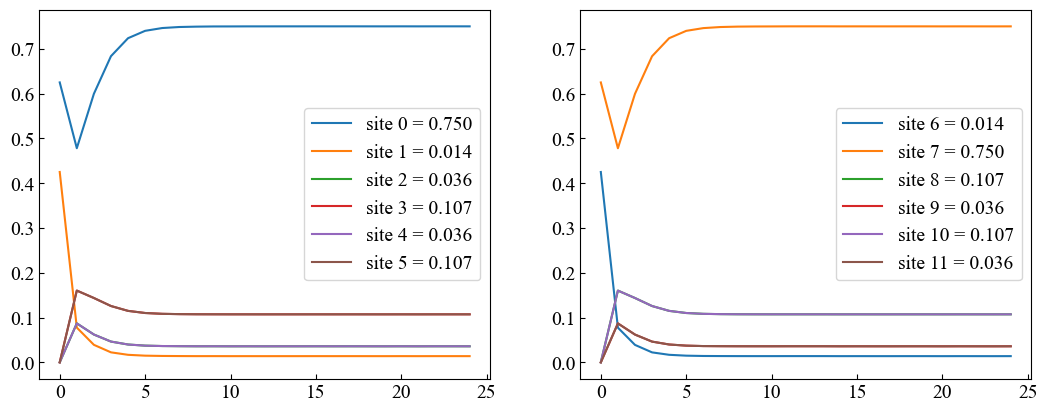 0.7
0.6
0.5
0.4
0.3
0.2
0.1
0.0
site 0 = 0.750
site 1 = 0.014
site 2 = 0.036
site 3 = 0.107
site 4 = 0.036
site 5 = 0.107
0 5 10 15 20 25
0.7
0.6
0.5
0.4
0.3
0.2
0.1
0.0
site 6 = 0.014
site 7 = 0.750
site 8 = 0.107
site 9 = 0.036
site 10 = 0.107
site 11 = 0.036
0 5 10 15 20 25